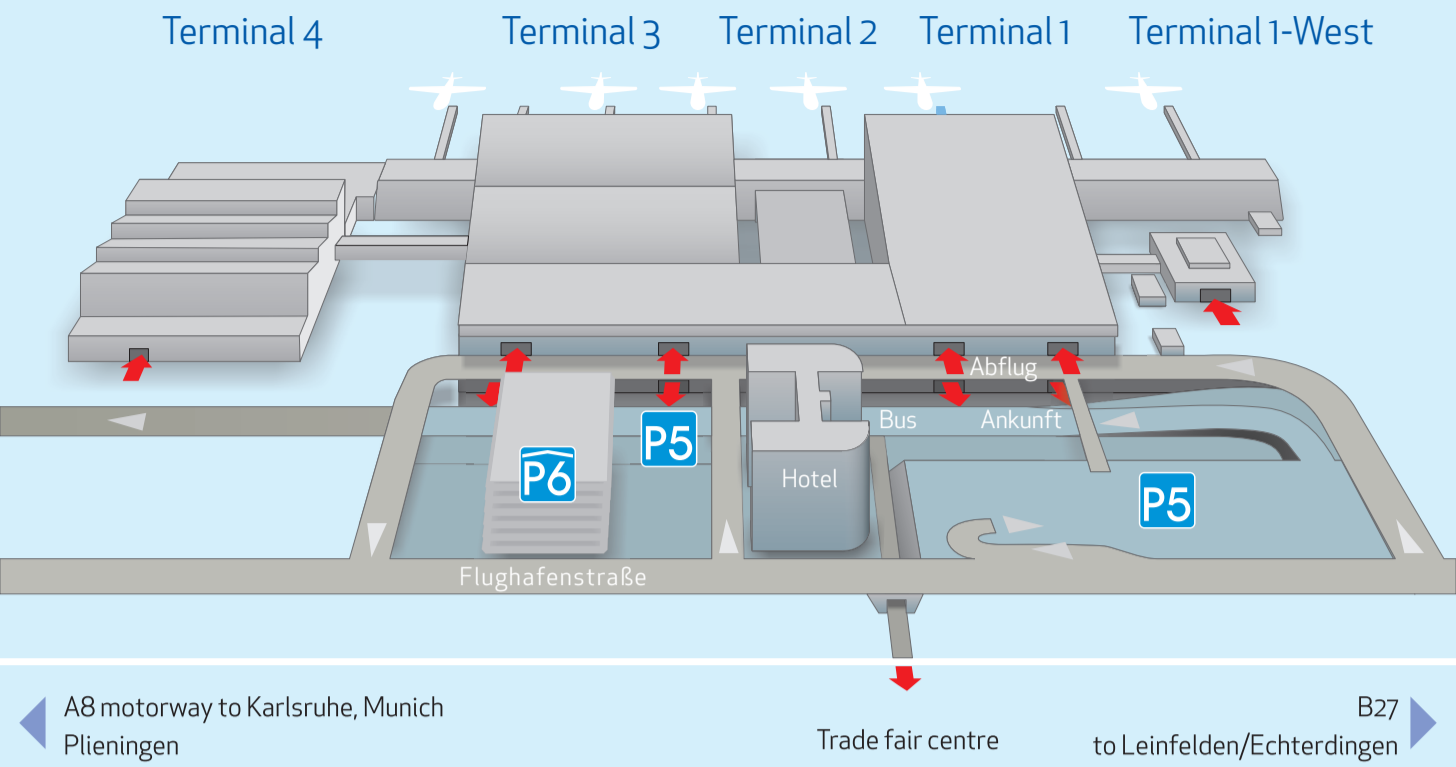 Terminal 4
Terminal 3
Terminal 2
Terminal 1
Terminal 1-West
Abflug
Bus
Ankunft
P5
P6
Hotel
P5
Flughafenstraße
A8 motorway to Karlsruhe, Munich
Plieningen
Trade fair centre
B27
to Leinfelden/Echterdingen